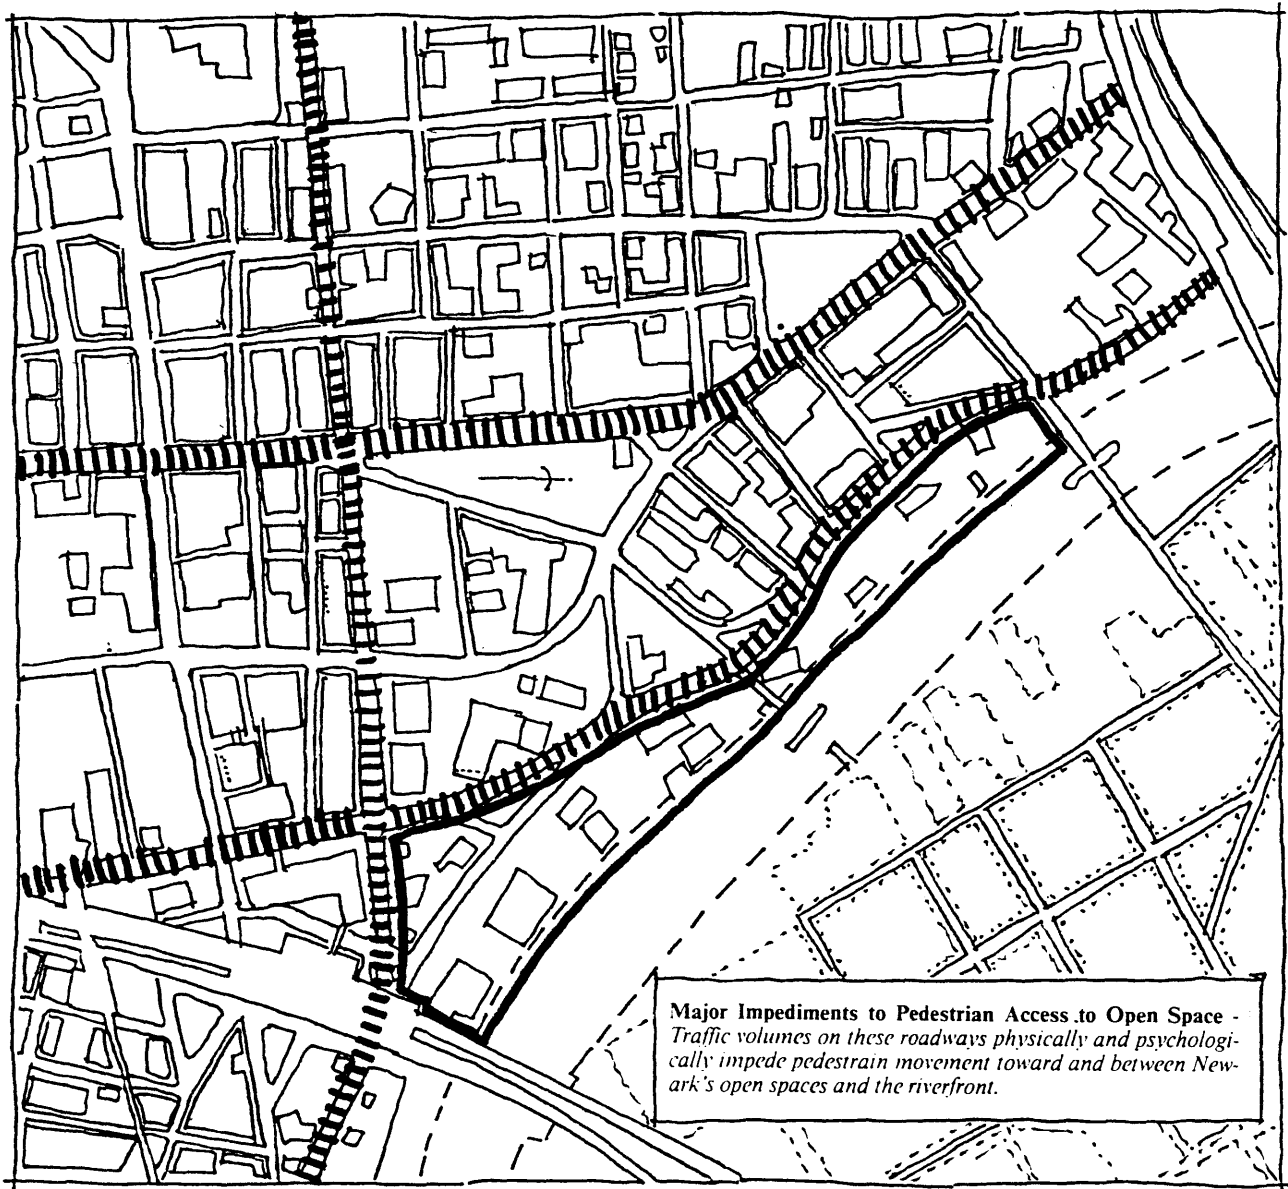 Major Impediments to Pedestrian Access .to Open Space -
Traffic volumes on these roadways physically and psychologi-
cally impede pedestrain movement toward and between New-
ark's open spaces and the riverfront.